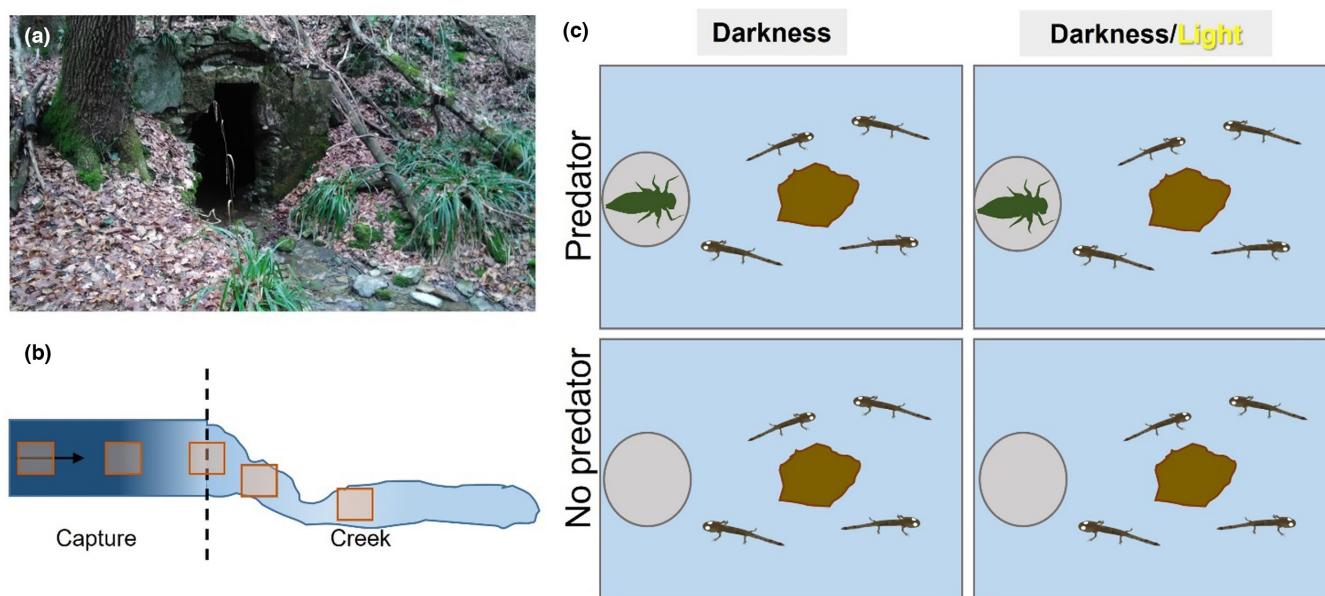 (a)
(b)
Capture
Creek
(c)
Darkness
Darkness/Light
Predator
No predator